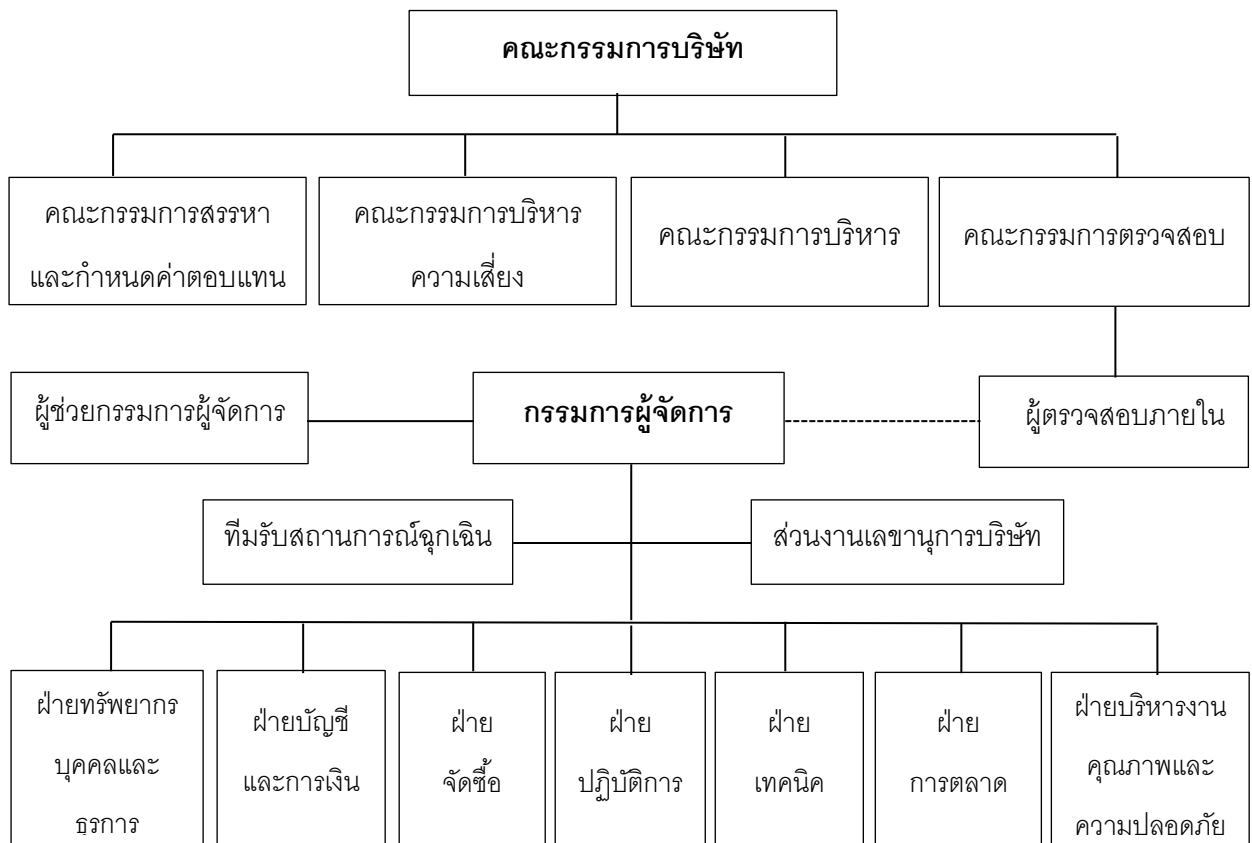 คณะกรรมการบริษัท
คณะกรรมการสรรหา
และกำหนดค่าตอบแทน
คณะกรรมการบริหาร
ความเสี่ยง
คณะกรรมการบริหาร
คณะกรรมการตรวจสอบ
ผู้ช่วยกรรมการผู้จัดการ
กรรมการผู้จัดการ
ผู้ตรวจสอบภายใน
ทีมรับสถานการณ์ฉุกเฉิน
ส่วนงานเลขานุการบริษัท
ฝ่ายทรัพยากร
บุคคลและ
ธุรการ
ฝ่ายบัญชี
และการเงิน
ฝ่าย
จัดซื้อ
ฝ่าย
ปฏิบัติการ
ฝ่าย
เทคนิค
ฝ่าย
การตลาด
ฝ่ายบริหารงาน
คุณภาพและ
ความปลอดภัย